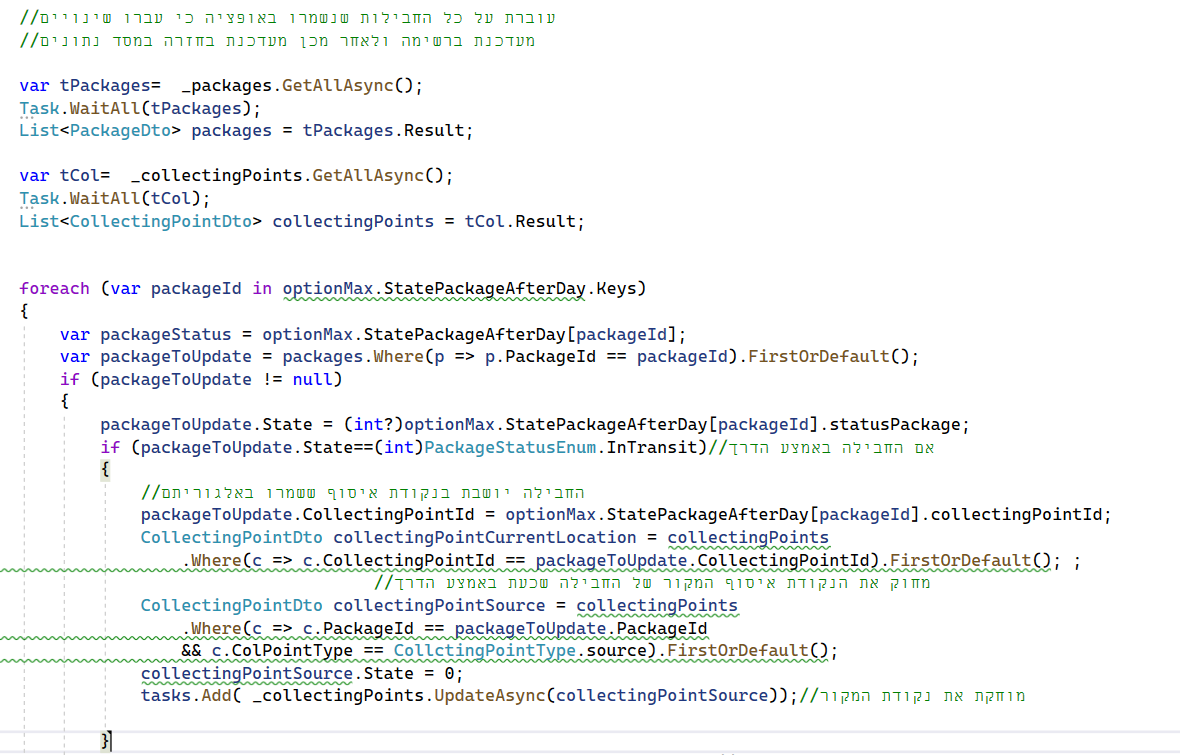 //עוברת על כל החבילות שנשמרו באופציה כי עברו שינויים
//מעדכנת ברשימה ולאחר מכן מעדכנת בחזרה במסד נתונים
var tPackages=  _packages.GetAllAsync();
Task.WaitAll(tPackages);
List<PackageDto> packages = tPackages.Result;
var tCol=  _collectingPoints.GetAllAsync();
Task.WaitAll(tCol);
List<CollectingPointDto> collectingPoints = tCol.Result;
foreach (var packageId in optionMax.StatePackageAfterDay.Keys)
{
var packageStatus = optionMax.StatePackageAfterDay[packageId];
var packageToUpdate = packages.Where(p => p.PackageId == packageId).FirstOrDefault();
if (packageToUpdate != null)
{
packageToUpdate.State = (int?)optionMax.StatePackageAfterDay[packageId].statusPackage;
if (packageToUpdate.State==(int)PackageStatusEnum.InTransit)//אם החבילה באמצע הדרך
{
//החבילה יושבת בנקודת איסוף ששמרו באלגוריתם
packageToUpdate.CollectingPointId = optionMax.StatePackageAfterDay[packageId].collectingPointId;
CollectingPointDto collectingPointCurrentLocation = collectingPoints
.Where(c => c.CollectingPointId == packageToUpdate.CollectingPointId).FirstOrDefault(); ;
//מחוק את הנקודת איסוף המקור של החבילה שכעת באמצע הדרך
CollectingPointDto collectingPointSource = collectingPoints
.Where(c => c.PackageId == packageToUpdate.PackageId
&& c.ColPointType == CollctingPointType.source).FirstOrDefault();
collectingPointSource.State = 0;
tasks.Add( _collectingPoints.UpdateAsync(collectingPointSource));//מוחקת את נקודת המקור
}